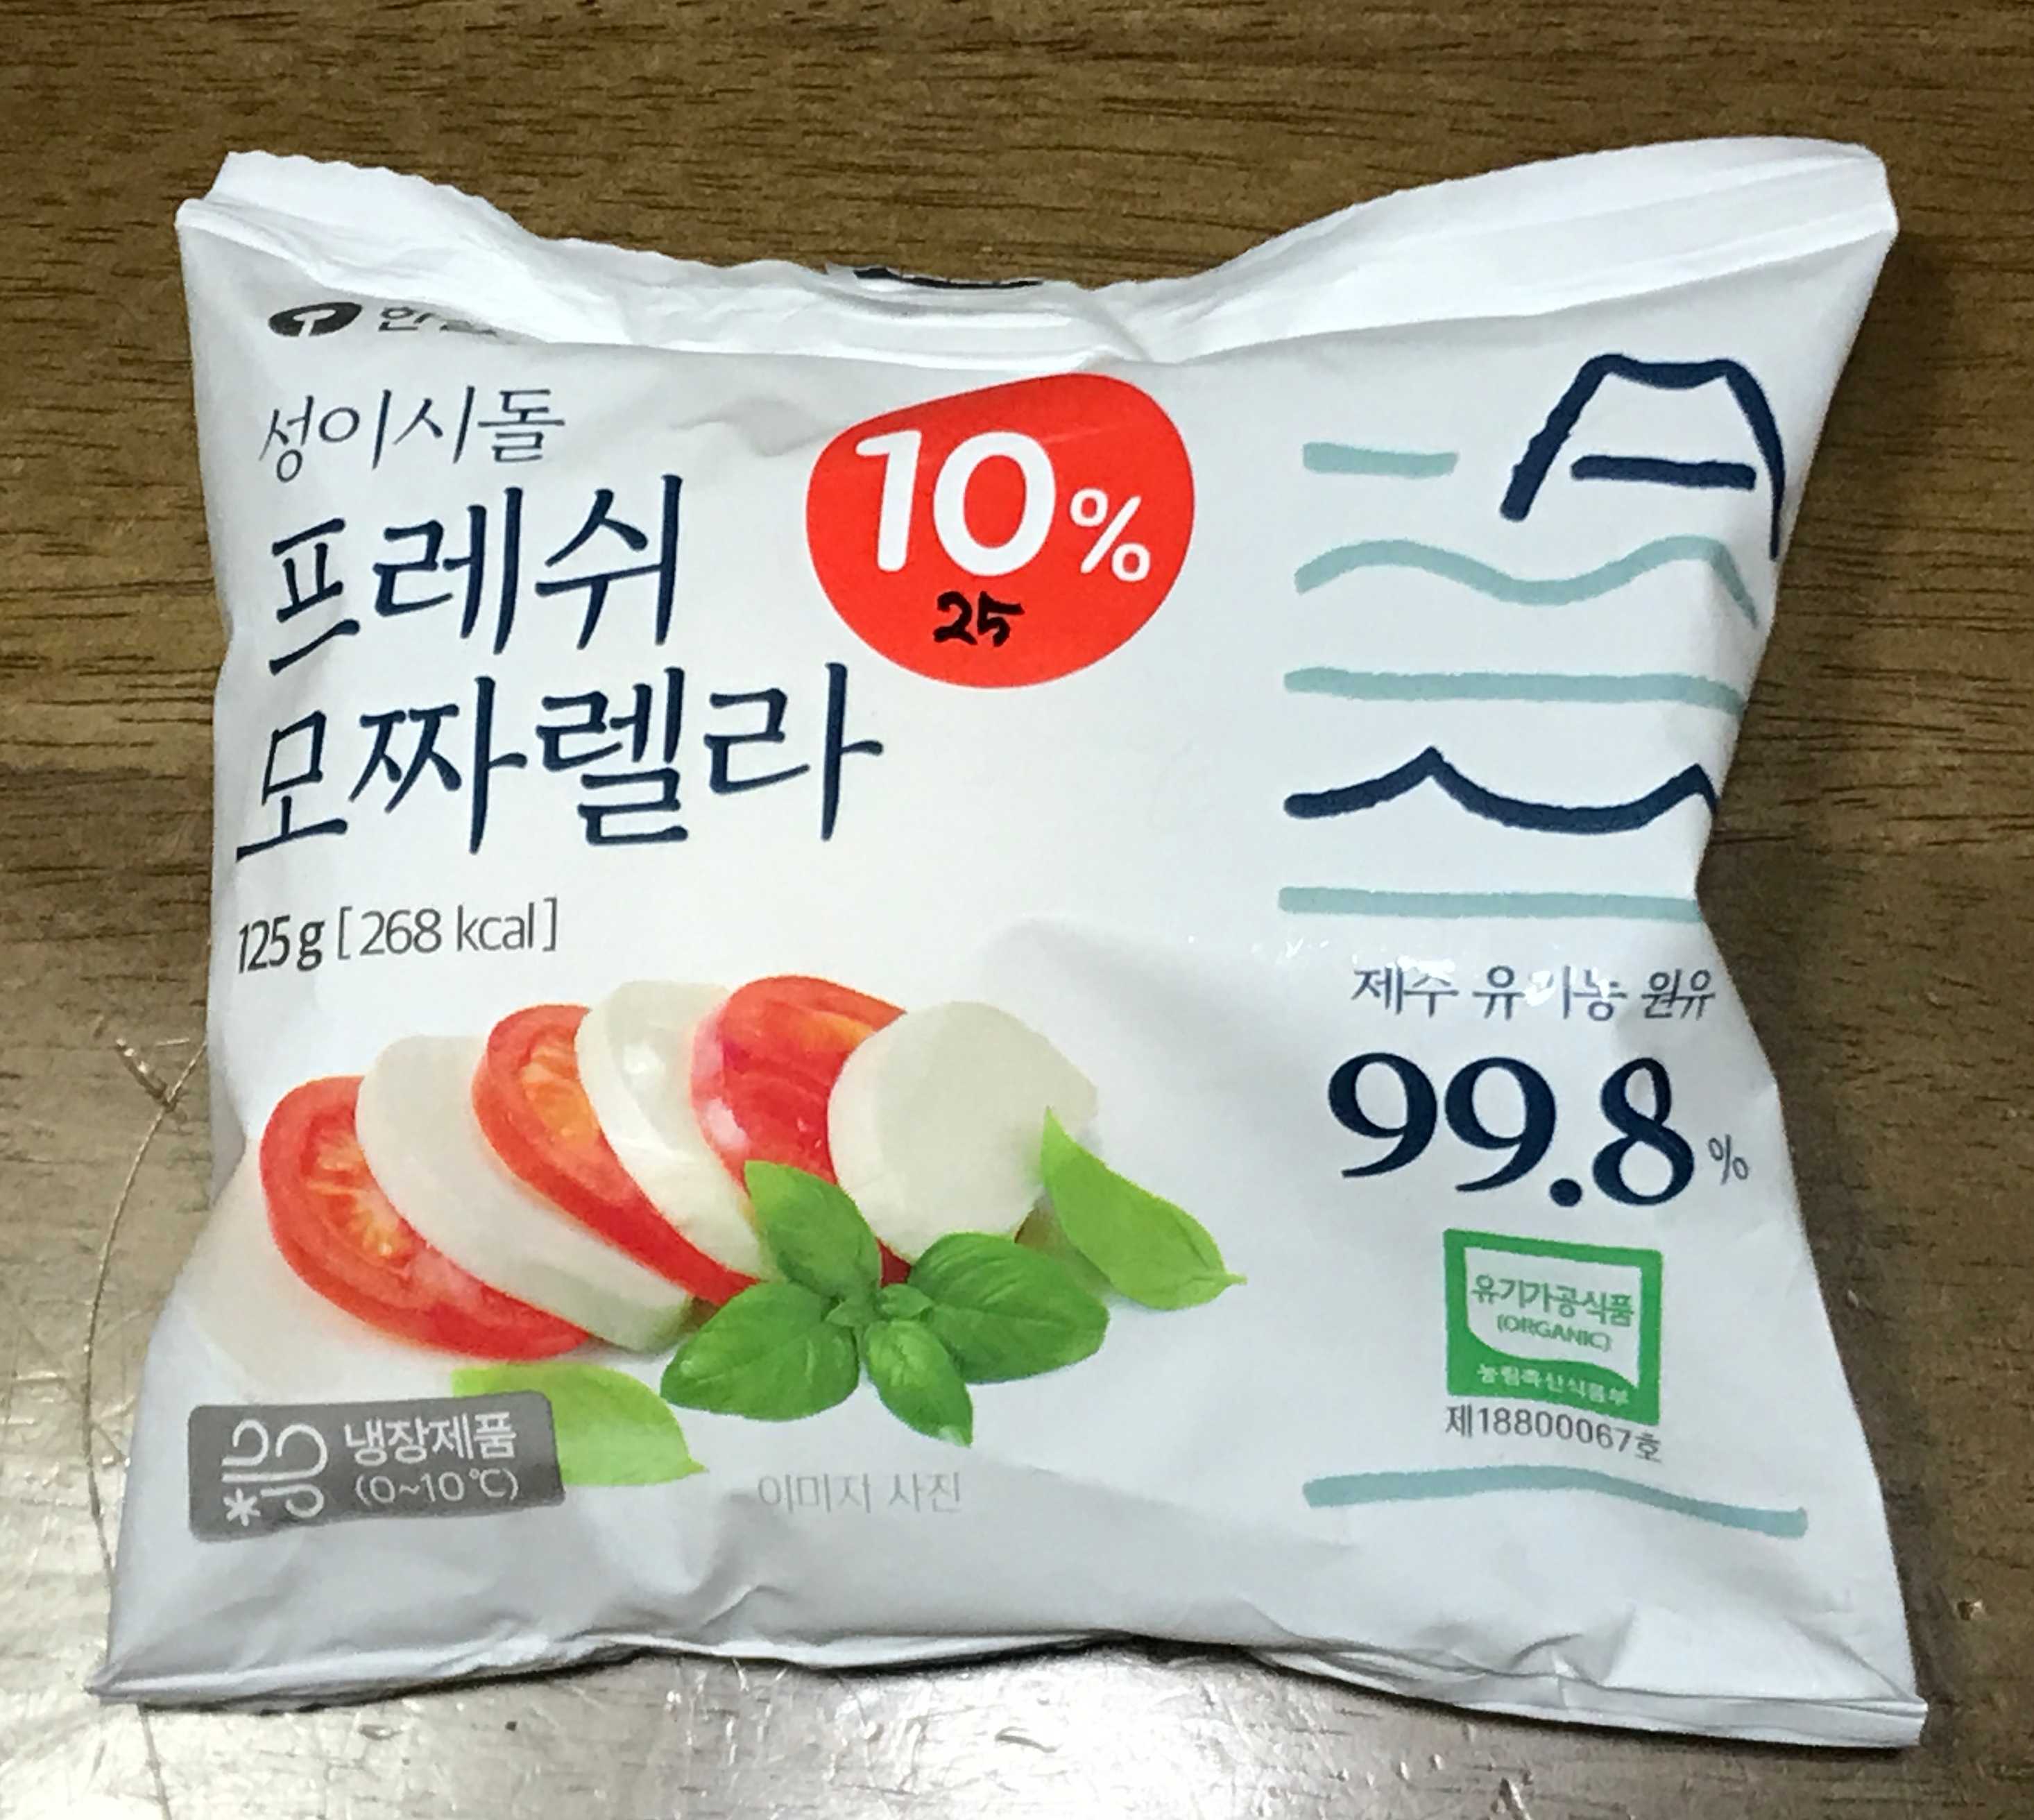 성이시돌
프레쉬
모짜렐라
10%
25
125g [268 kcal]
제주 유기농 원유
99.8%
유기가공식품
(ORGANIC)
농림축산식품부
제18800067호
냉장제품
(0~10℃)
이미지 사진